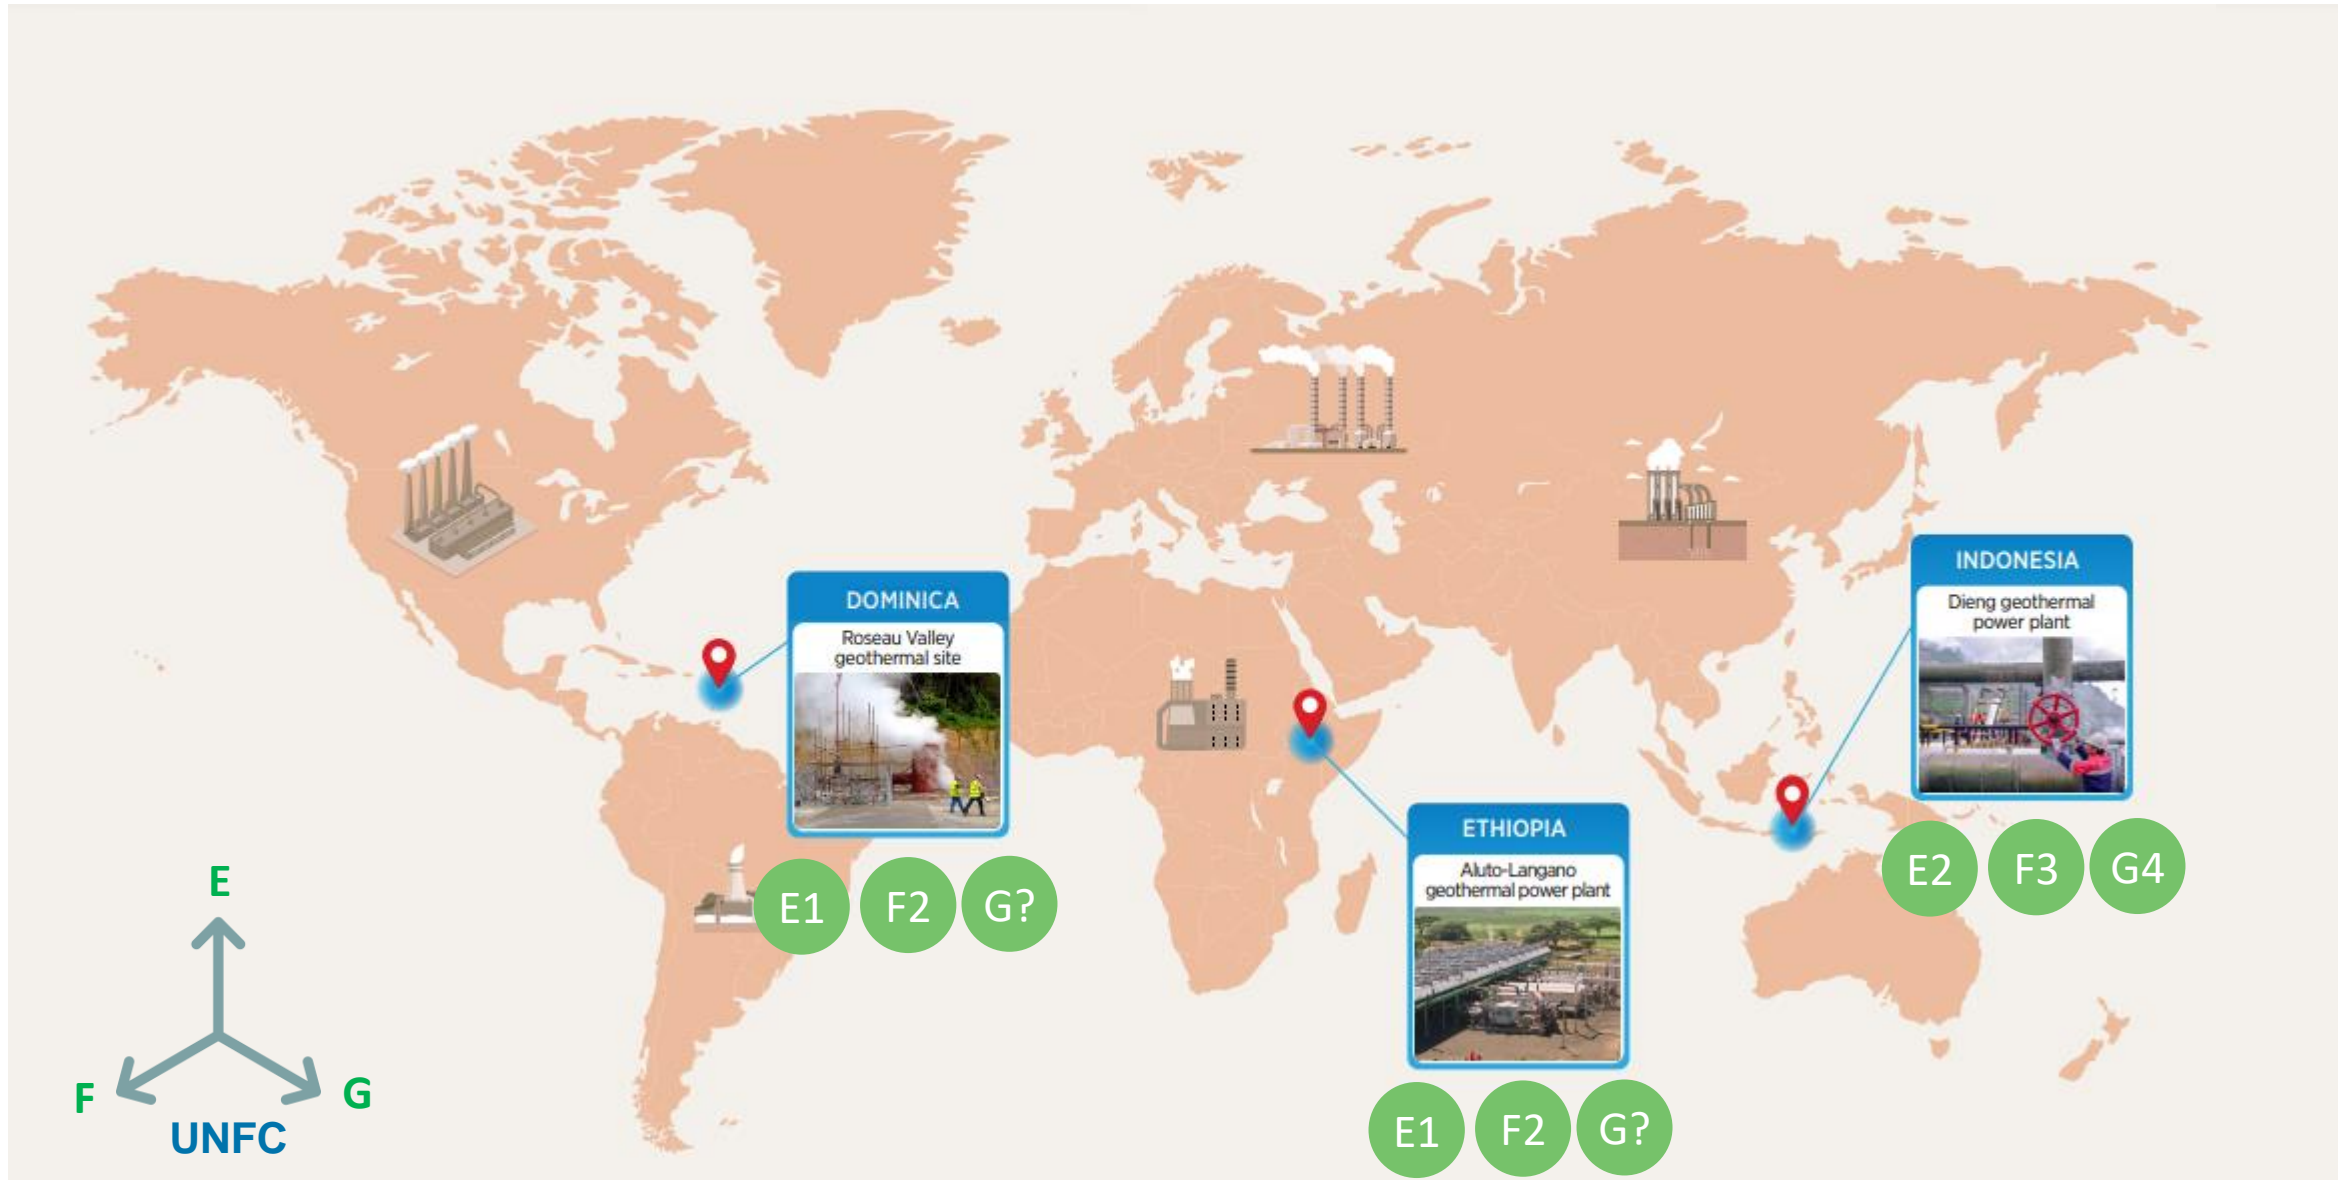 DOMINICA
Roseau Valley
geothermal site
E1 F2 G?
ETHIOPIA
Aluto-Langano
geothermal power plant
E1 F2 G?
INDONESIA
Dieng geothermal
power plant
E2 F3 G4
E
F
G
UNFC